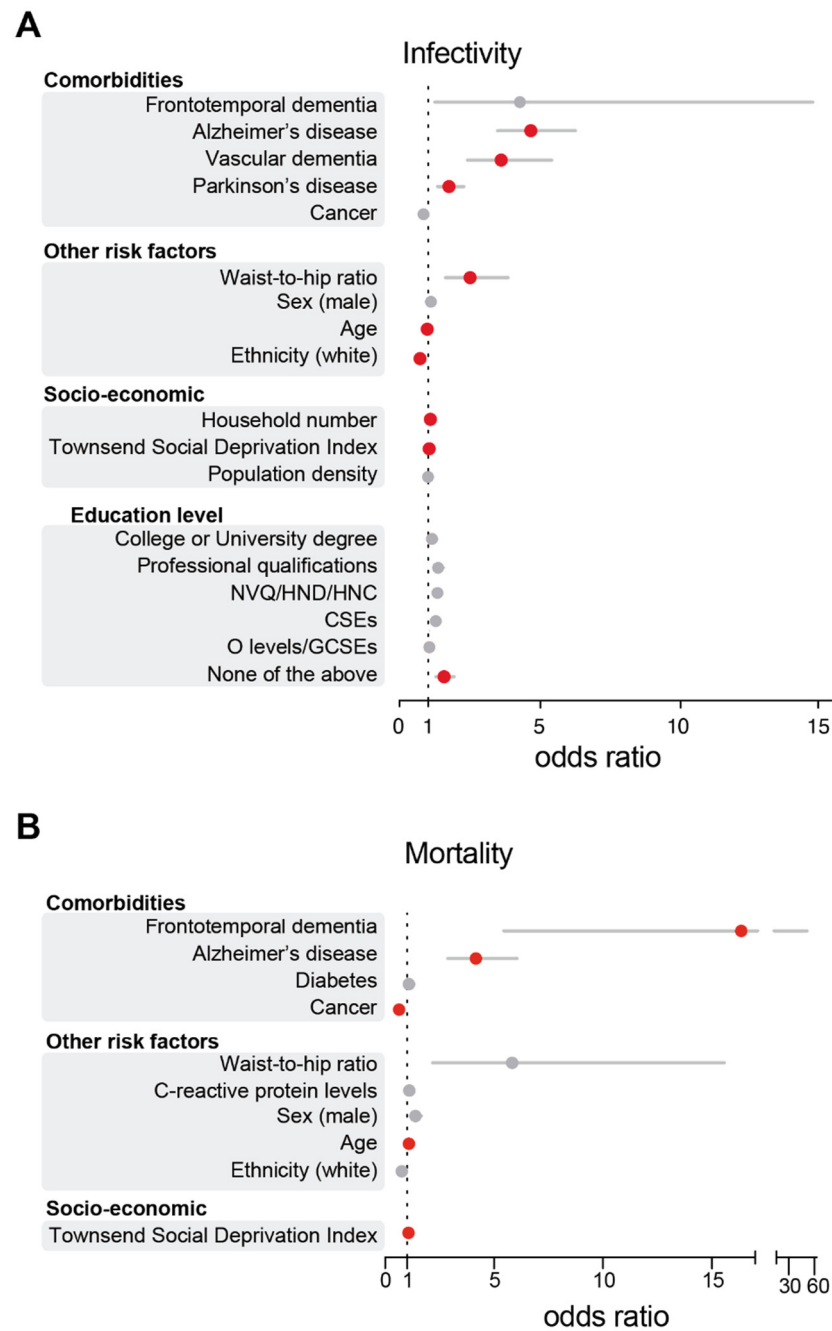 A
Infectivity
Comorbidities
Frontotemporal dementia
Alzheimer's disease
Vascular dementia
Parkinson's disease
Cancer
Other risk factors
Waist-to-hip ratio
Sex (male)
Age
Ethnicity (white)
Socio-economic
Household number
Townsend Social Deprivation Index
Population density
Education level
College or University degree
Professional qualifications
NVQ/HND/HNC
CSEs
O levels/GCSEs
None of the above
0 1 5 10 15
odds ratio
B
Mortality
Comorbidities
Frontotemporal dementia
Alzheimer's disease
Diabetes
Cancer
Other risk factors
Waist-to-hip ratio
C-reactive protein levels
Sex (male)
Age
Ethnicity (white)
Socio-economic
Townsend Social Deprivation Index
0 1 5 10 15 30 60
odds ratio